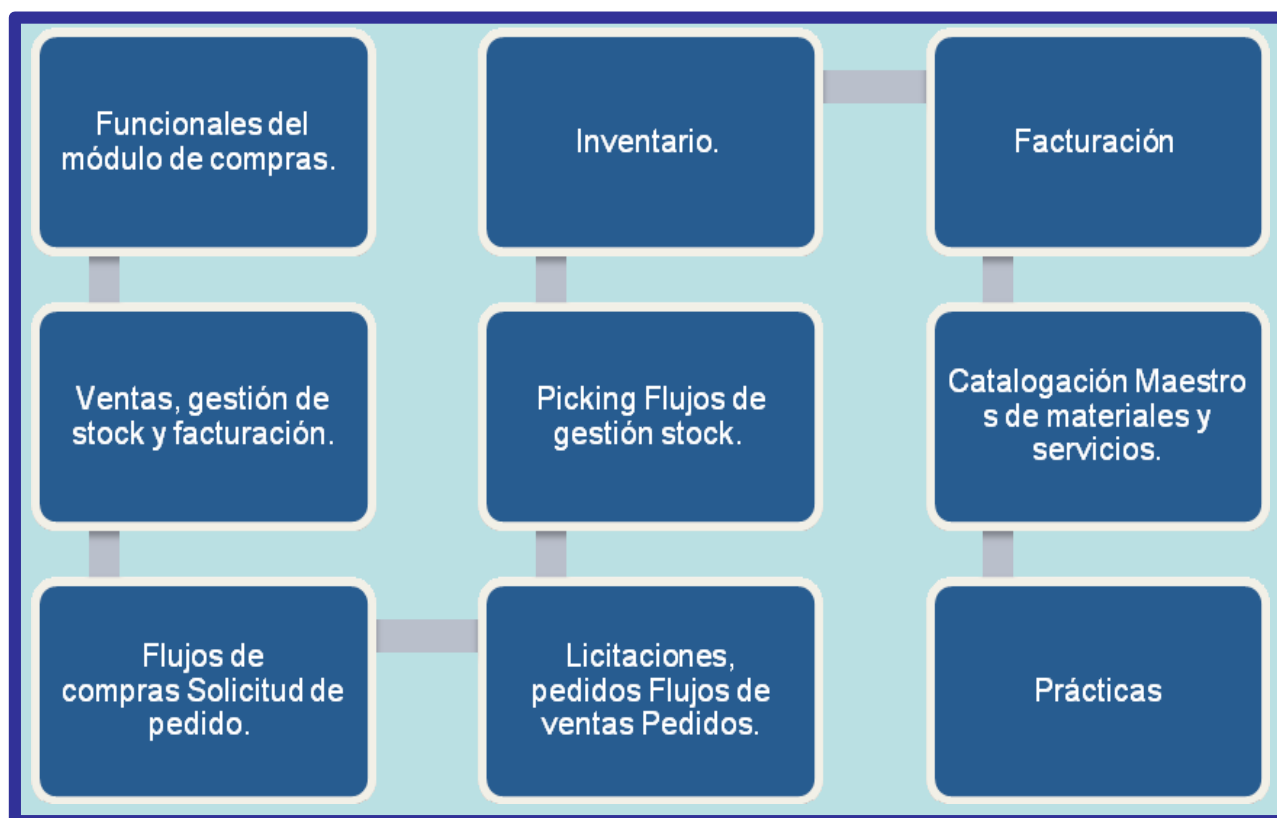 Funcionales del
módulo de compras.
Ventas, gestión de
stock y facturación.
Flujos de
compras Solicitud de
pedido.
Licitaciones,
pedidos Flujos de
ventas Pedidos.
Picking Flujos de
gestión stock.
Inventario.
Facturación
Catalogación Maestro
s de materiales y
servicios.
Prácticas